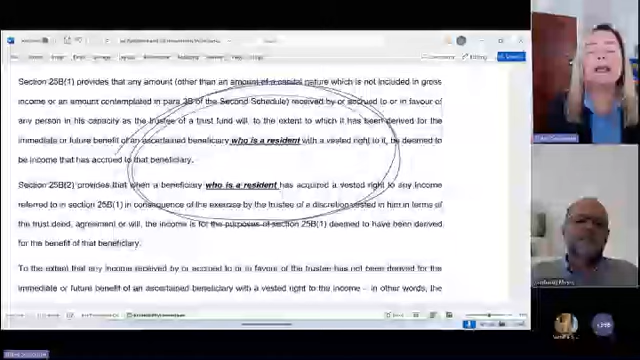 Section 25B(1) provides that any amount (other than an amount of a capital nature which is not included in gross
income or an amount contemplated in para 3B of the Second Schedule) received by or accrued to or in favour of
any person in his capacity as the trustee of a trust fund will, to the extent to which it has been derived for the
immediate or future benefit of an ascertained beneficiary who is a resident with a vested right to it, be deemed to
be income that has accrued to that beneficiary.
Section 25B(2) provides that when a beneficiary who is a resident has acquired a vested right to any income
referred to in section 25B(1) in consequence of the exercise by the trustee of a discretion vested in him in terms of
the trust deed, agreement or will, the income is for the purposes of section 25B(1) deemed to have been derived
for the benefit of that beneficiary.
To the extent that any income received by or accrued to or in favour of the trustee has not been derived for the
immediate or future benefit of an ascertained beneficiary with a vested right to the income – in other words, the
Editing